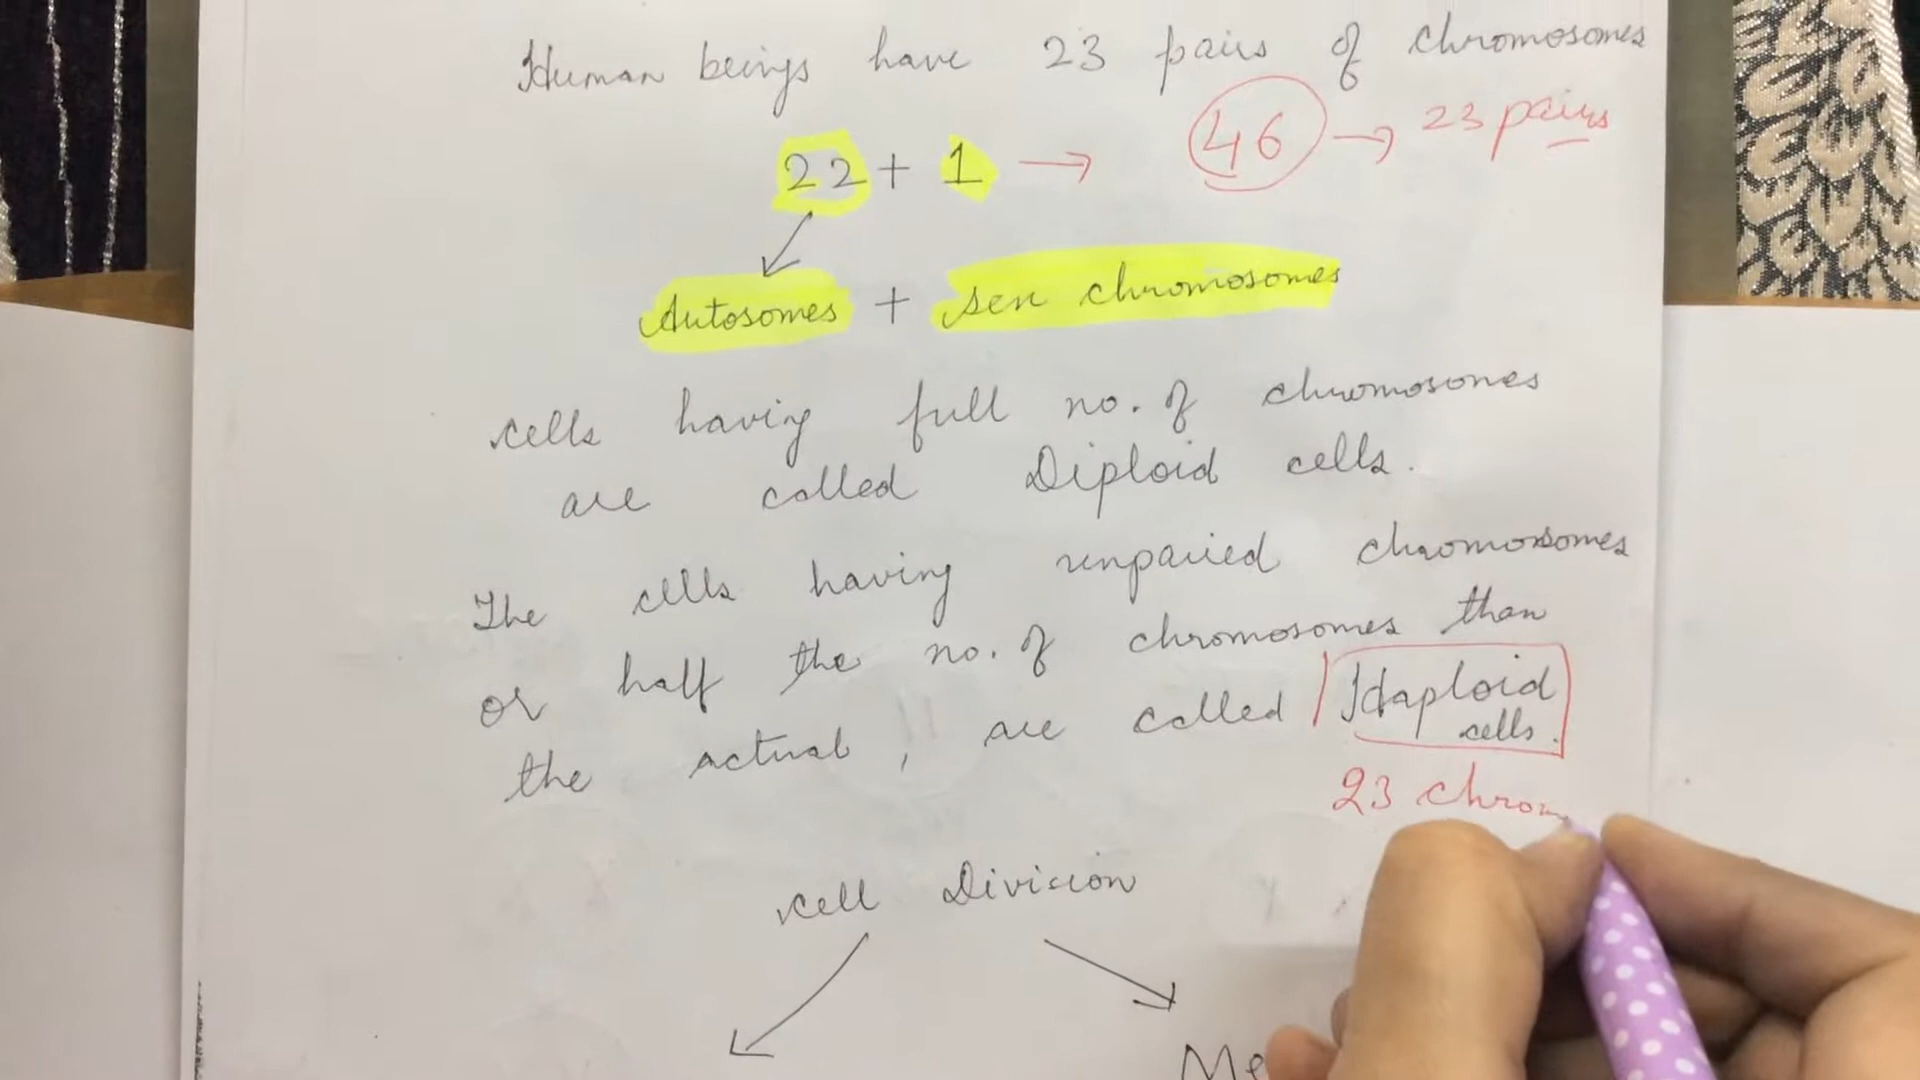 Human beings have 23 pairs of chromosomes
22 + 1 → 46 → 23 pairs
Autosomes + sex chromosomes
cells having full no. of chromosomes
are called Diploid cells.
The cells having unpaired chromosomes
or half the no. of chromosomes than
the actual, are called Haploid
cells.
23 chrom
cell Division
Me